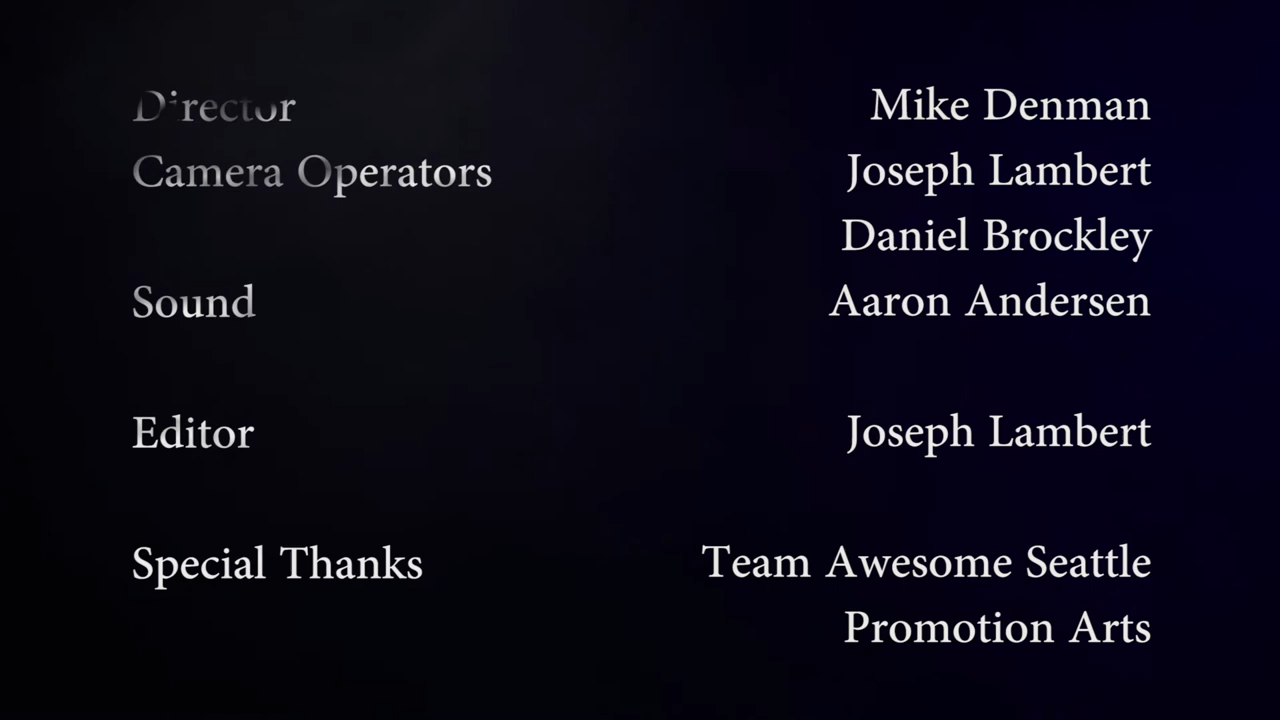 Director Mike Denman
Camera Operators Joseph Lambert
Daniel Brockley
Sound Aaron Andersen
Editor Joseph Lambert
Special Thanks Team Awesome Seattle
Promotion Arts